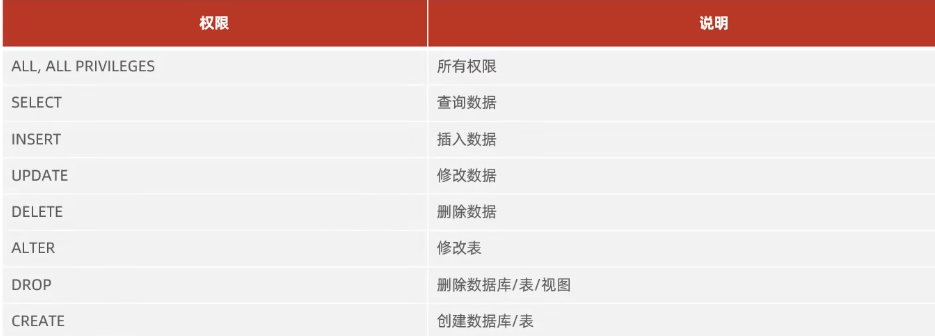 权限 说明
ALL, ALL PRIVILEGES 所有权限
SELECT 查询数据
INSERT 插入数据
UPDATE 修改数据
DELETE 删除数据
ALTER 修改表
DROP 删除数据库/表/视图
CREATE 创建数据库/表